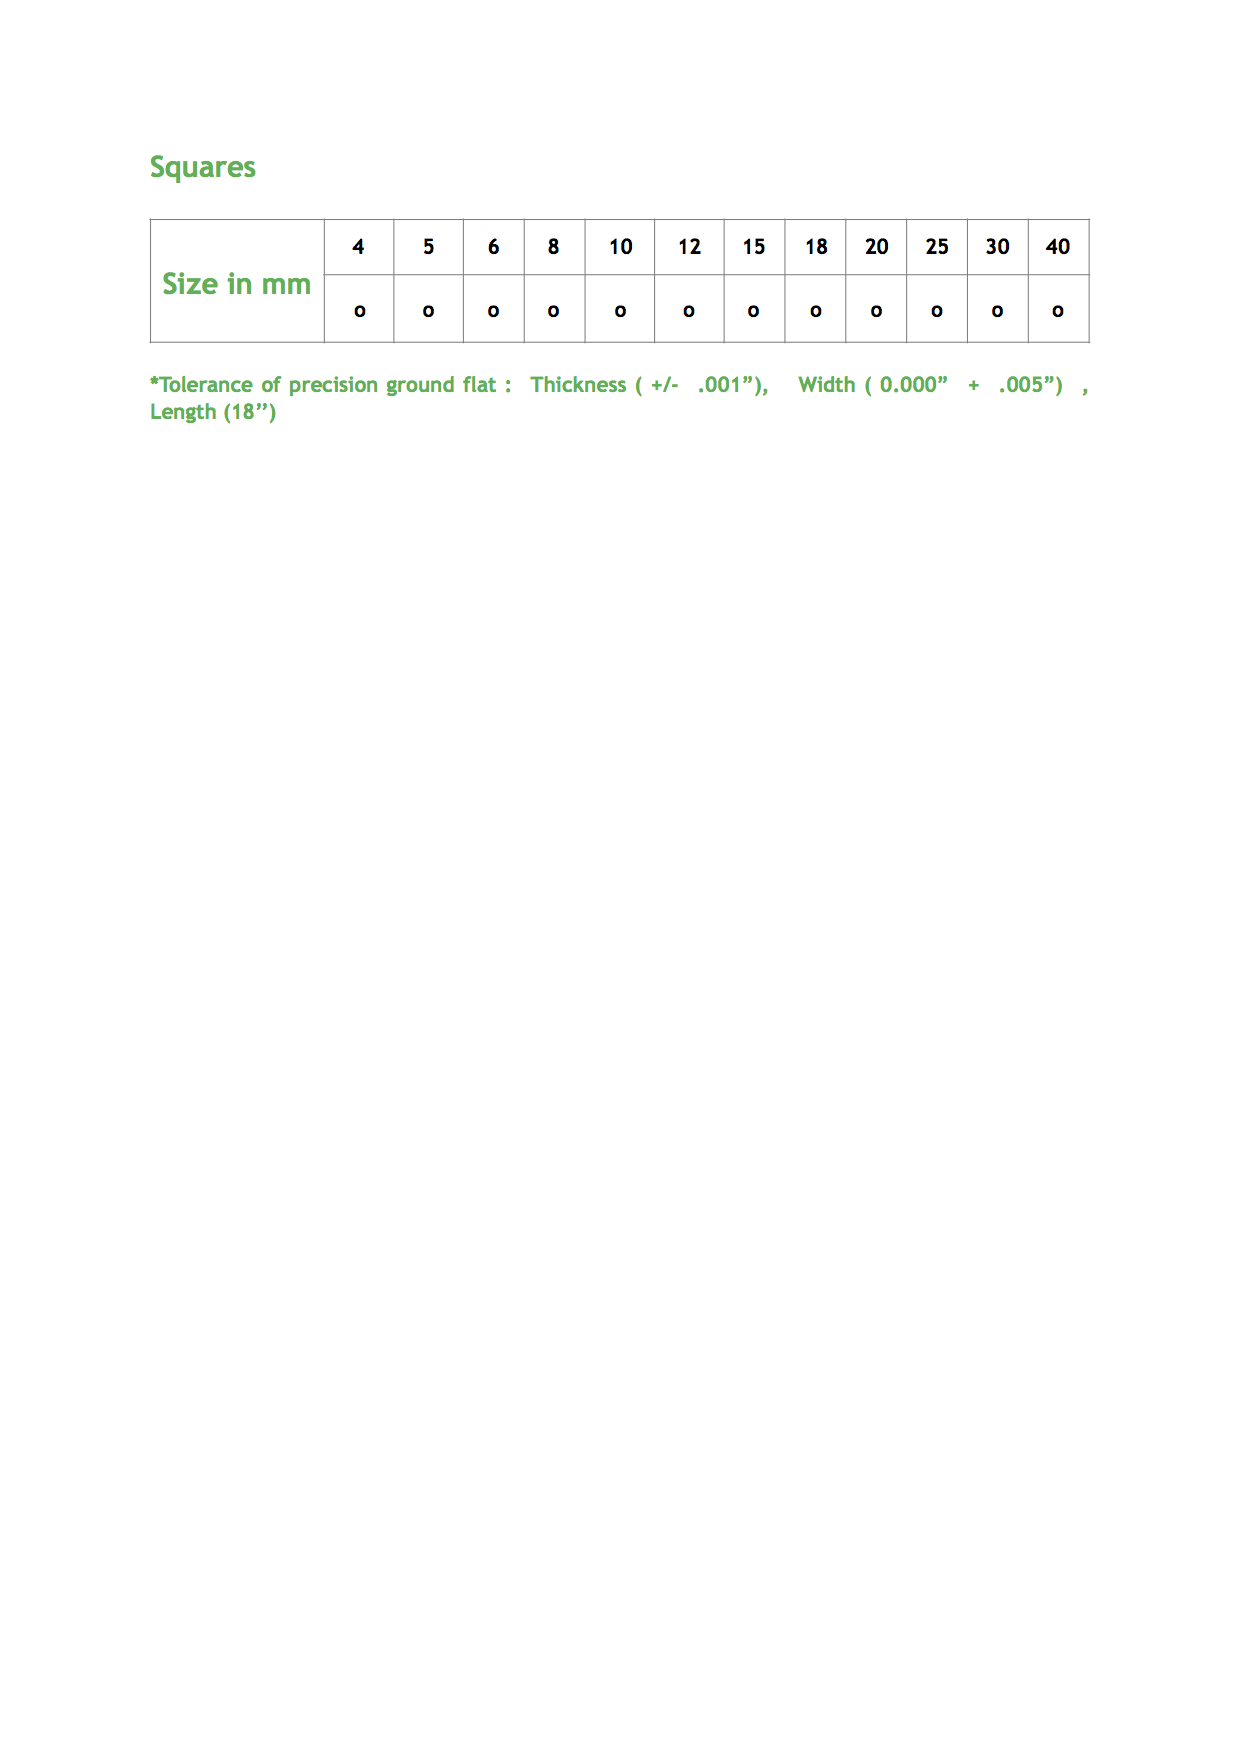 Squares
Size in mm
4 5 6 8 10 12 15 18 20 25 30 40
o o o o o o o o o o o o
*Tolerance of precision ground flat : Thickness ( +/- .001”), Width ( 0.000” + .005”) ,
Length (18’’)